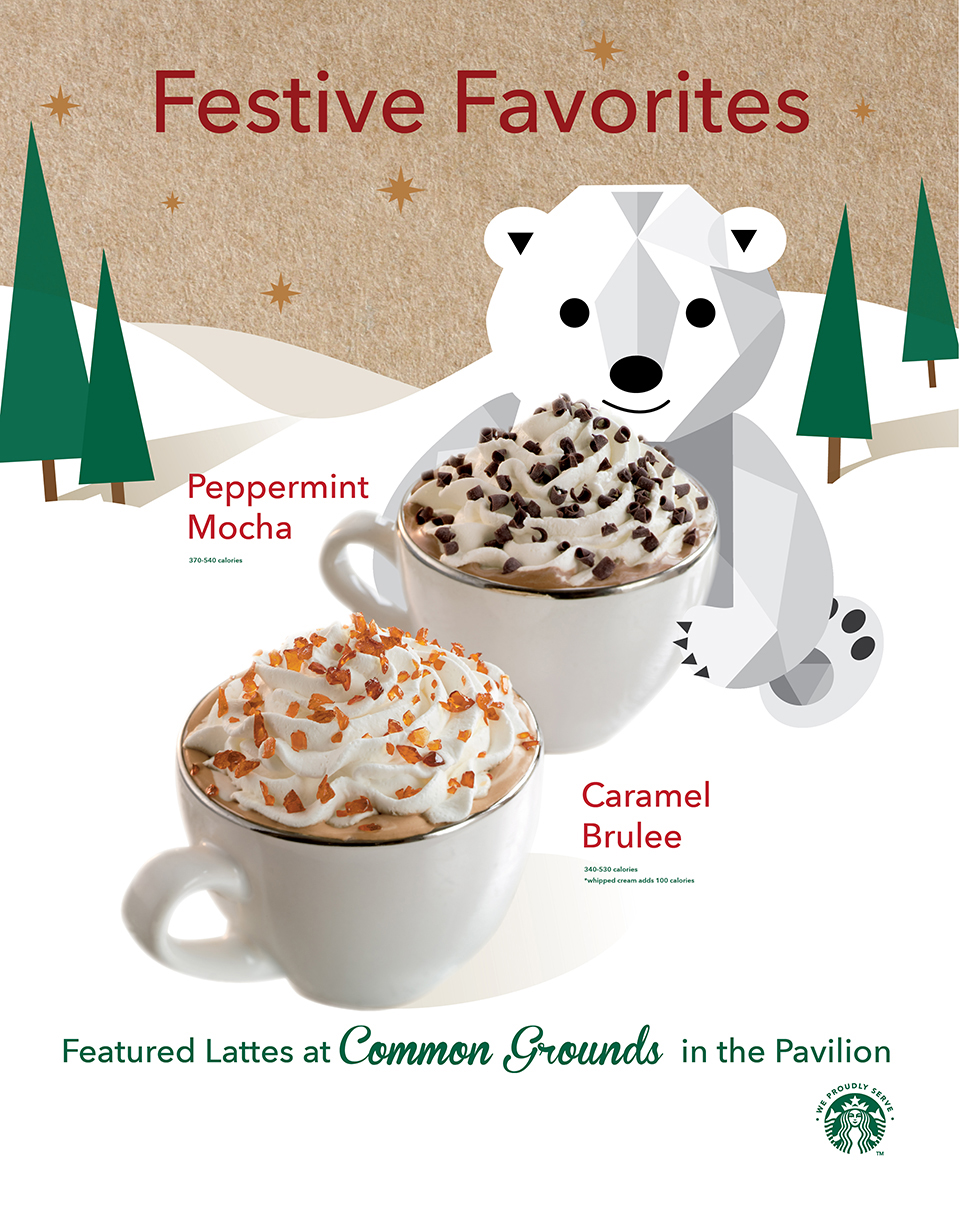 Festive Favorites
Peppermint
Mocha
370-540 calories
Caramel
Brulee
340-530 calories
*whipped cream adds 100 calories
Featured Lattes at Common Grounds in the Pavilion
• WE PROUDLY SERVE •
TM